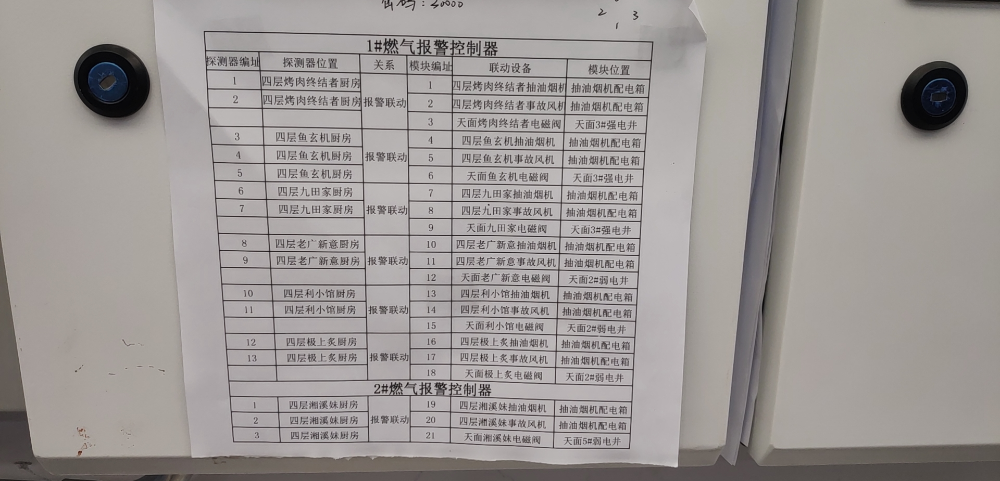 密码：20000
2 3
1
1#燃气报警控制器
探测器编址 探测器位置 关系 模块编址 联动设备 模块位置
1 四层烤肉终结者厨房 报警联动 1 四层烤肉终结者抽油烟机 抽油烟机配电箱
2 四层烤肉终结者厨房 2 四层烤肉终结者事故风机 抽油烟机配电箱
3 天面烤肉终结者电磁阀 天面3#强电井
3 四层鱼玄机厨房 报警联动 4 四层鱼玄机抽油烟机 抽油烟机配电箱
4 四层鱼玄机厨房 5 四层鱼玄机事故风机 抽油烟机配电箱
5 四层鱼玄机厨房 6 天面鱼玄机电磁阀 天面3#强电井
6 四层九田家厨房 报警联动 7 四层九田家抽油烟机 抽油烟机配电箱
7 四层九田家厨房 8 四层九田家事故风机 抽油烟机配电箱
9 天面九田家电磁阀 天面3#强电井
8 四层老广新意厨房 报警联动 10 四层老广新意抽油烟机 抽油烟机配电箱
9 四层老广新意厨房 11 四层老广新意事故风机 抽油烟机配电箱
12 天面老广新意电磁阀 天面2#弱电井
10 四层利小馆厨房 报警联动 13 四层利小馆抽油烟机 抽油烟机配电箱
11 四层利小馆厨房 14 四层利小馆事故风机 抽油烟机配电箱
15 天面利小馆电磁阀 天面2#弱电井
12 四层极上炙厨房 报警联动 16 四层极上炙抽油烟机 抽油烟机配电箱
13 四层极上炙厨房 17 四层极上炙事故风机 抽油烟机配电箱
18 天面极上炙电磁阀 天面2#弱电井
2#燃气报警控制器
1 四层湘溪妹厨房 报警联动 19 四层湘溪妹抽油烟机 抽油烟机配电箱
2 四层湘溪妹厨房 20 四层湘溪妹事故风机 抽油烟机配电箱
3 四层湘溪妹厨房 21 天面湘溪妹电磁阀 天面5#弱电井